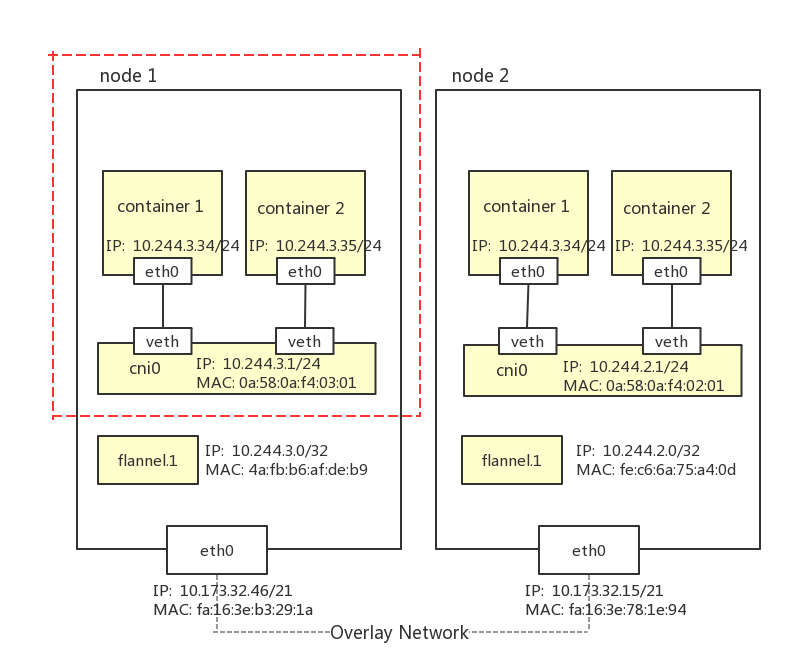 node 1
node 2
container 1
container 2
container 1
container 2
IP: 10.244.3.34/24
IP: 10.244.3.35/24
IP: 10.244.3.34/24
IP: 10.244.3.35/24
eth0
eth0
eth0
eth0
veth
veth
veth
veth
cni0
IP: 10.244.3.1/24
MAC: 0a:58:0a:f4:03:01
cni0
IP: 10.244.2.1/24
MAC: 0a:58:0a:f4:02:01
flannel.1
IP: 10.244.3.0/32
MAC: 4a:fb:b6:af:de:b9
flannel.1
IP: 10.244.2.0/32
MAC: fe:c6:6a:75:a4:0d
eth0
eth0
IP: 10.173.32.46/21
MAC: fa:16:3e:b3:29:1a
IP: 10.173.32.15/21
MAC: fa:16:3e:78:1e:94
Overlay Network